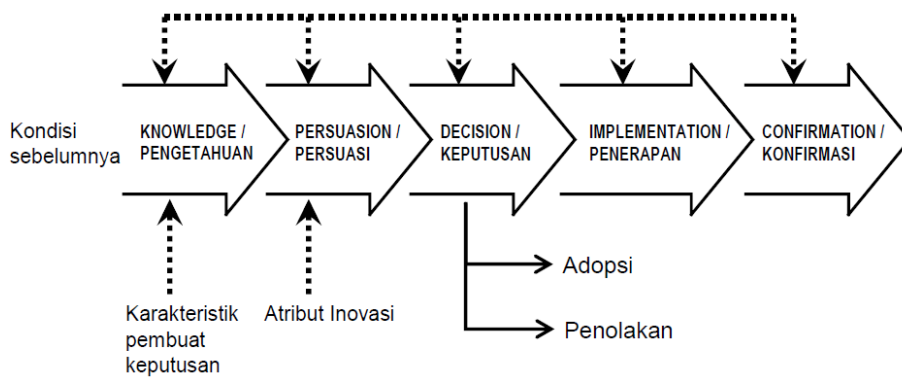 Kondisi
sebelumnya
KNOWLEDGE /
PENGETAHUAN
PERSUASION /
PERSUASI
DECISION /
KEPUTUSAN
IMPLEMENTATION /
PENERAPAN
CONFIRMATION /
KONFIRMASI
Karakteristik
pembuat
keputusan
Atribut Inovasi
Adopsi
Penolakan